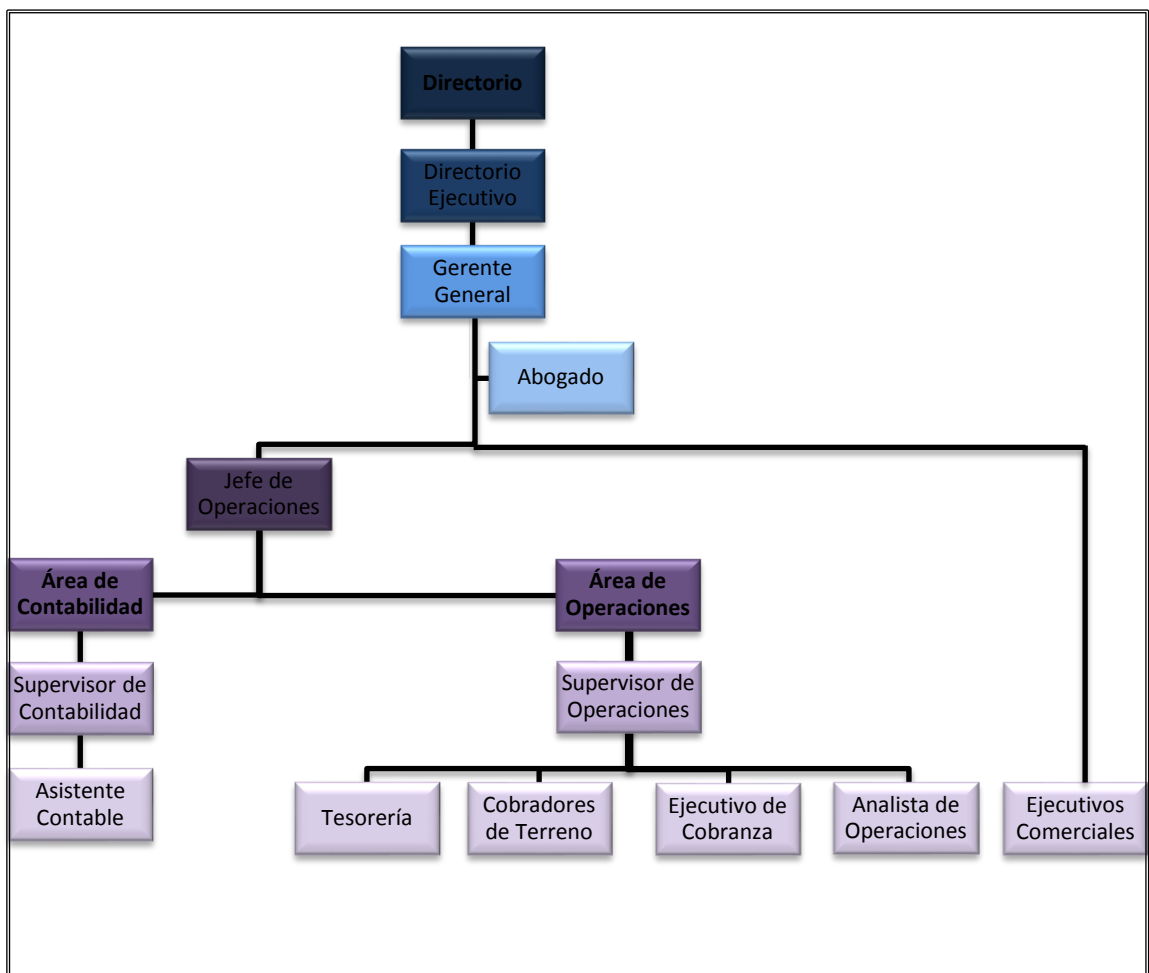 Directorio
Directorio
Ejecutivo
Gerente
General
Abogado
Jefe de
Operaciones
Área de
Contabilidad
Área de
Operaciones
Supervisor de
Contabilidad
Supervisor de
Operaciones
Asistente
Contable
Tesorería
Cobradores
de Terreno
Ejecutivo de
Cobranza
Analista de
Operaciones
Ejecutivos
Comerciales